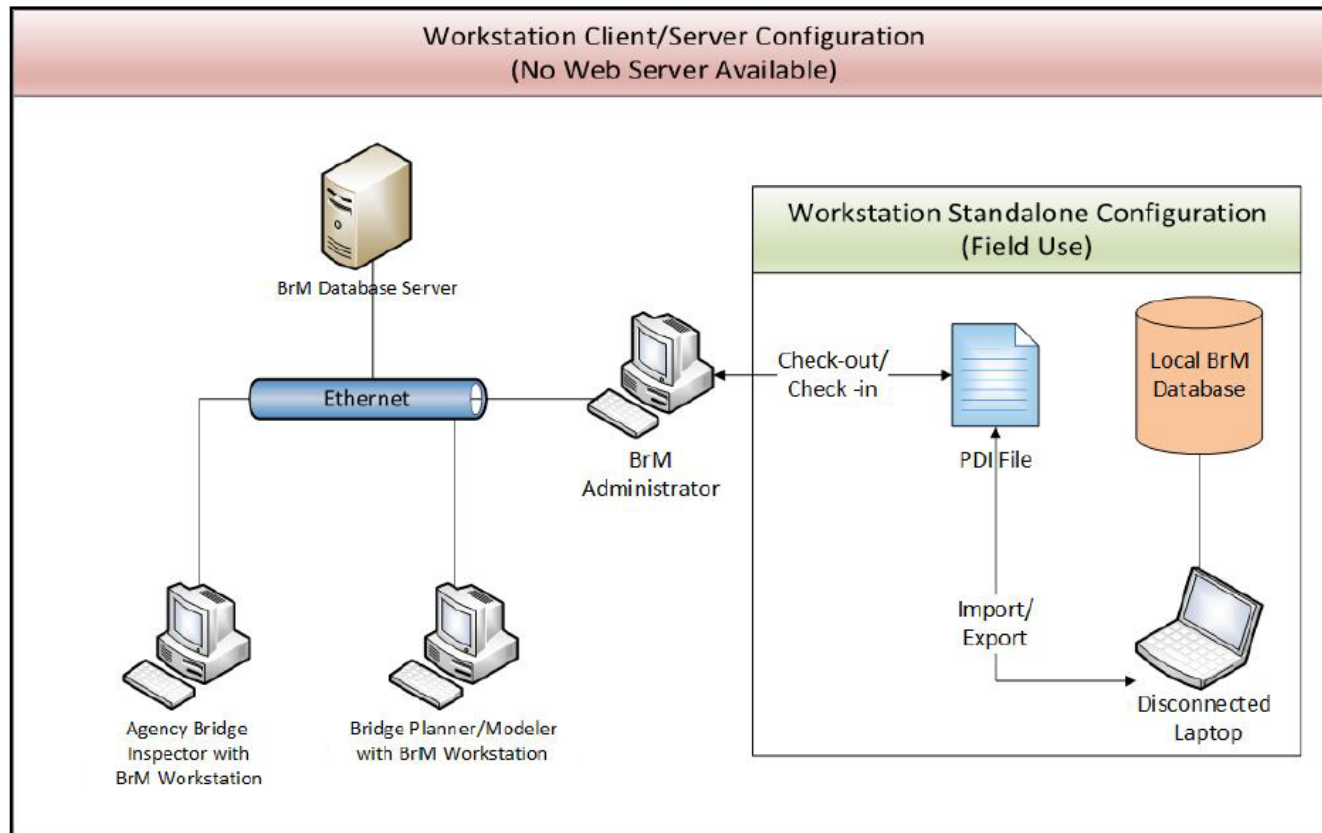 Workstation Client/Server Configuration
(No Web Server Available)
BrM Database Server
Ethernet
BrM
Administrator
Agency Bridge
Inspector with
BrM Workstation
Bridge Planner/Modeler
with BrM Workstation
Workstation Standalone Configuration
(Field Use)
Check-out/
Check -in
PDI File
Local BrM
Database
Import/
Export
Disconnected
Laptop